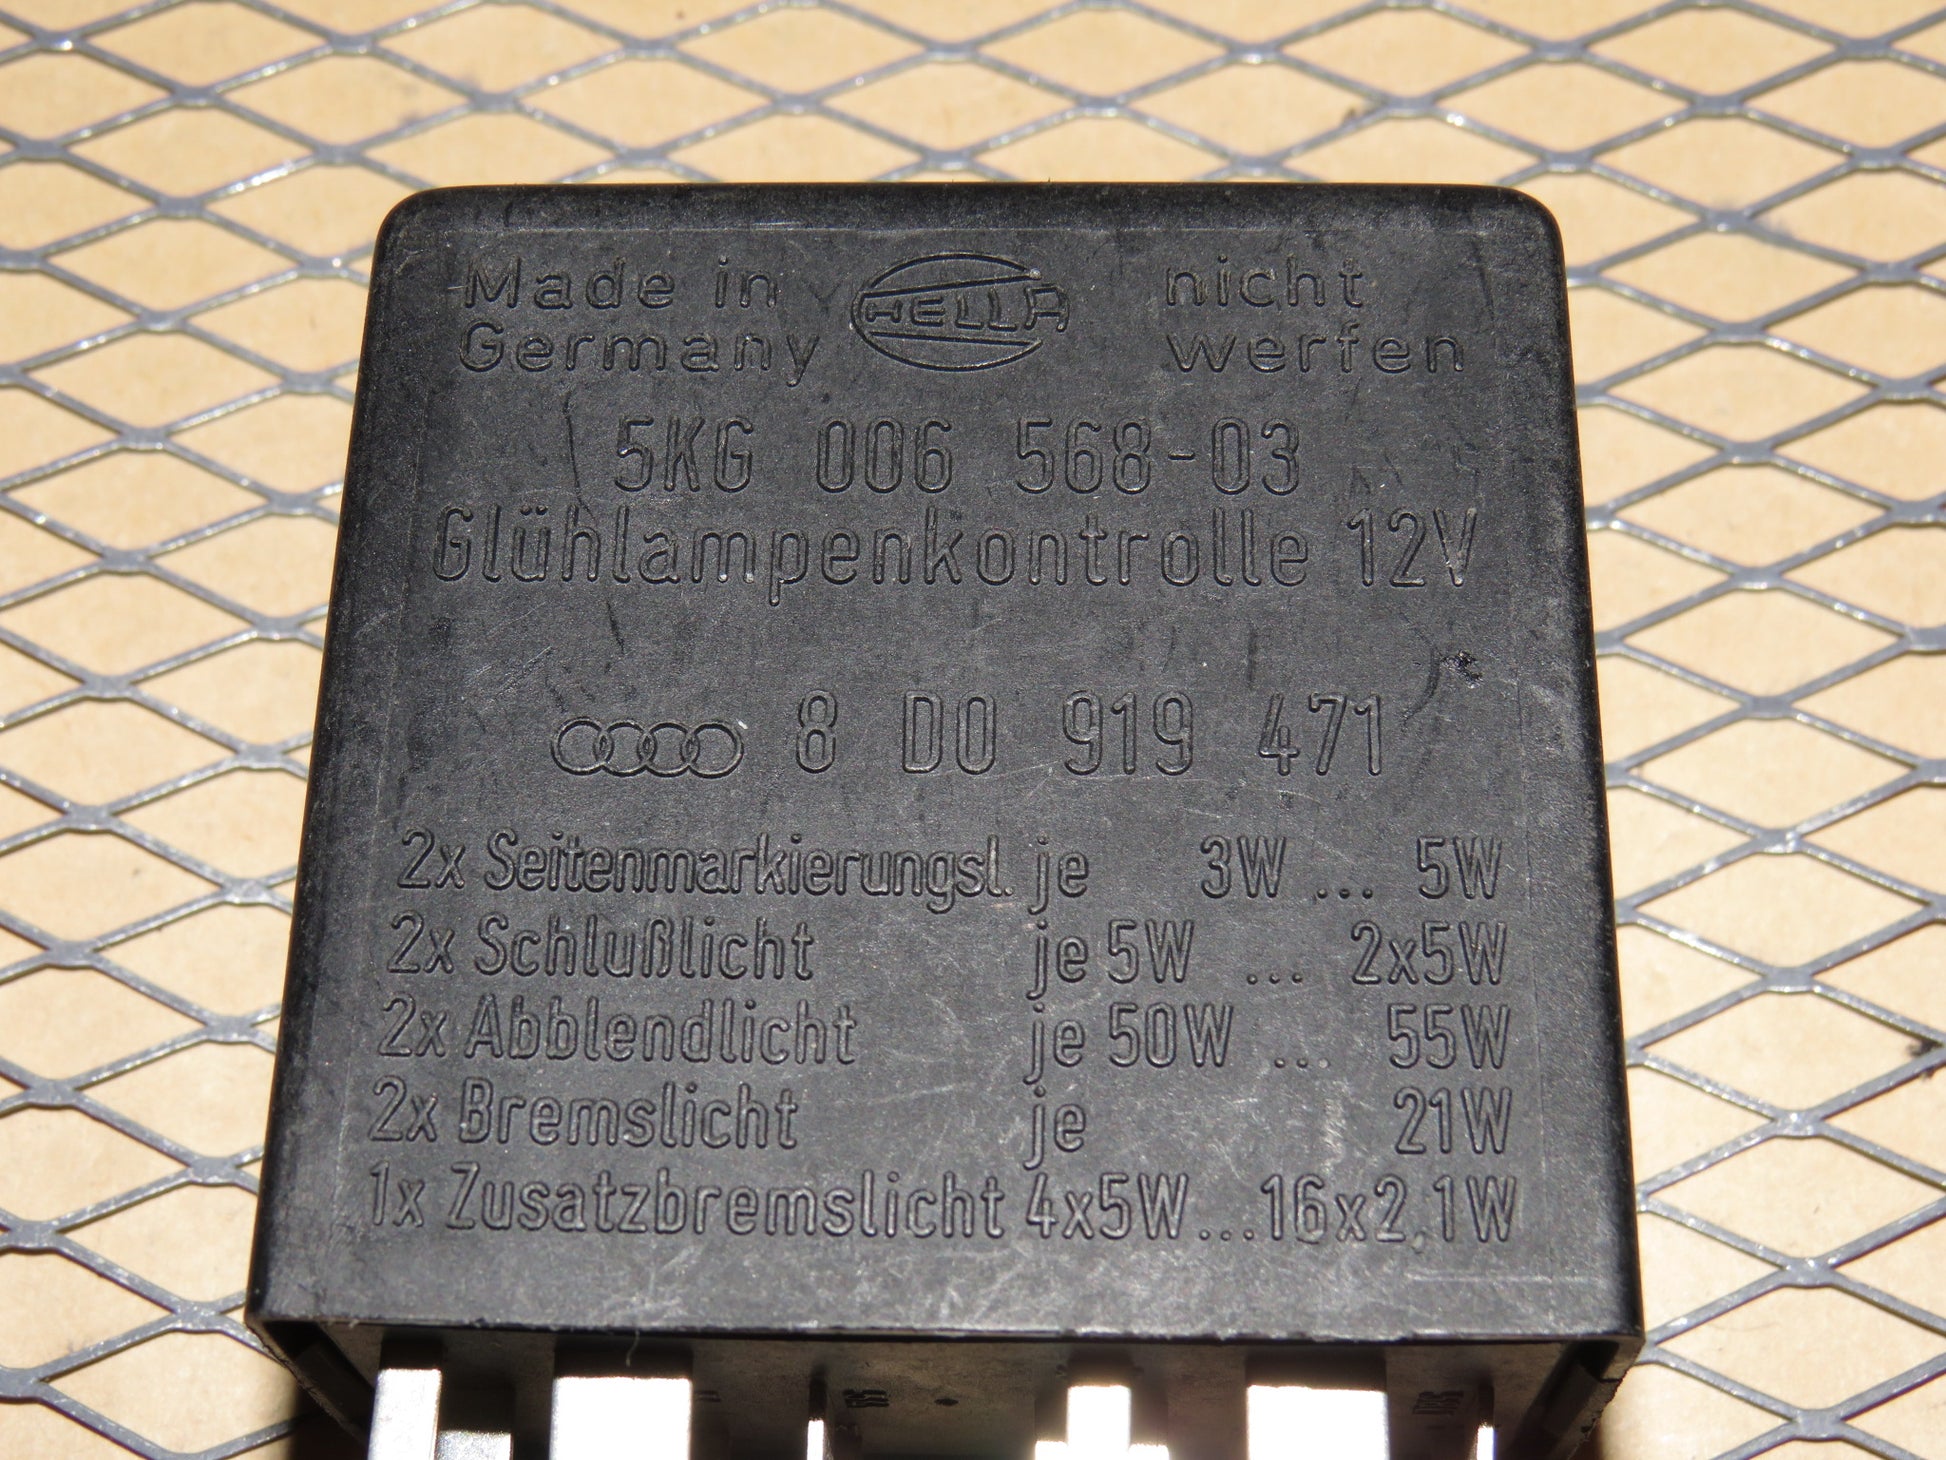 Made in HELLA nicht
Germany werfen
5KG 006 568-03
Glühlampenkontrolle 12V
8 D0 919 471
2x Seitenmarkierungsl. je 3W ... 5W
2x Schlußlicht je 5W ... 2x5W
2x Abblendlicht je 50W ... 55W
2x Bremslicht je 21W
1x Zusatzbremslicht 4x5W...16x2,1W